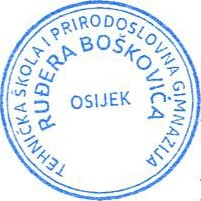 TEHNIČKA ŠKOLA I PRIRODOSLOVNA GIMNAZIJA
RUĐERA BOŠKOVIĆA
OSIJEK